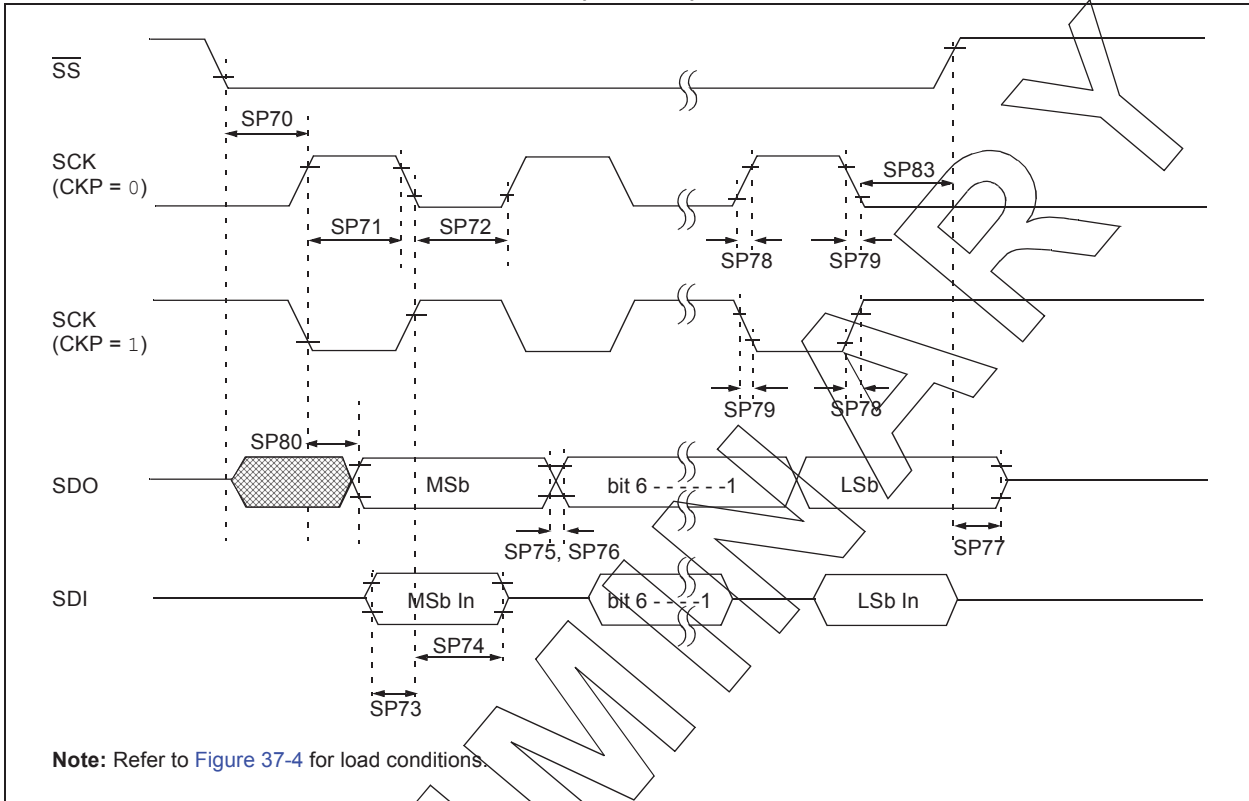 SS
SP70
SCK
(CKP = 0)
SP83
SP71
SP72
SP78
SP79
SCK
(CKP = 1)
SP79
SP78
SP80
SDO
MSb
bit 6 - - - - - -1
LSb
SP75, SP76
SP77
SDI
MSb In
bit 6 - - - -1
LSb In
SP74
SP73
Note: Refer to Figure 37-4 for load conditions.
MINARY